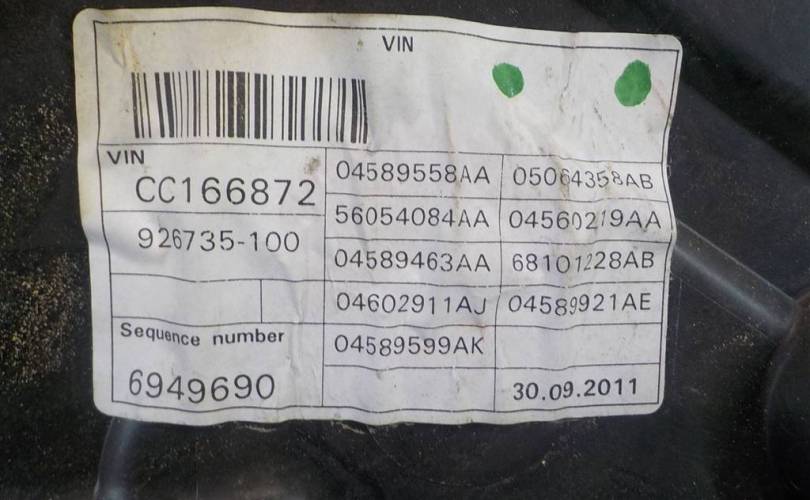 VIN
VIN
CC166872
926735-100
Sequence number
6949690
04589558AA 05064358AB
56054084AA 04560219AA
04589463AA 68101228AB
04602911AJ 04589921AE
04589599AK
30.09.2011